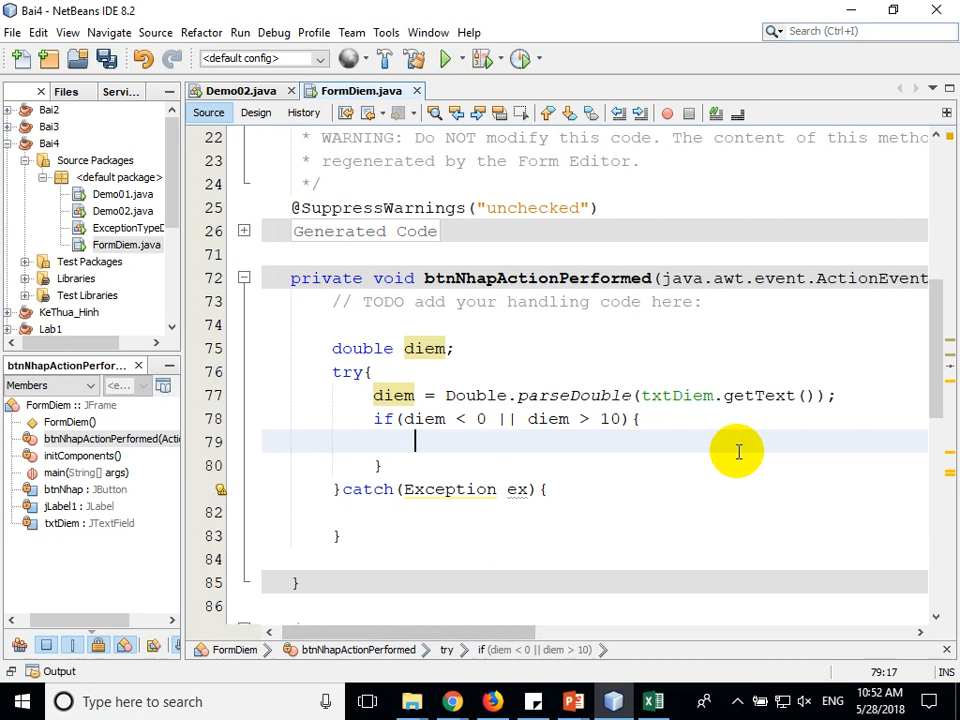 Bai4 - NetBeans IDE 8.2
File Edit View Navigate Source Refactor Run Debug Profile Team Tools Window Help
Search (Ctrl+I)
<default config>
Files Servi...
Demo02.java FormDiem.java
Source Design History
Bai2
Bai3
Bai4
Source Packages
<default package>
Demo01.java
Demo02.java
ExceptionTypeD
FormDiem.java
Test Packages
Libraries
Test Libraries
KeThua_Hinh
Lab1
btnNhapActionPerfor...
Members <e...
FormDiem :: JFrame
FormDiem()
btnNhapActionPerformed(Acti
initComponents()
main(String[] args)
btnNhap : JButton
jLabel1 : JLabel
txtDiem : JTextField
22 * WARNING: Do NOT modify this code. The content of this metho
23 * regenerated by the Form Editor.
24 */
25 @SuppressWarnings("unchecked")
26 Generated Code
71
72 private void btnNhapActionPerformed(java.awt.event.ActionEvent
73 // TODO add your handling code here:
74
75 double diem;
76 try{
77 diem = Double.parseDouble(txtDiem.getText());
78 if(diem < 0 || diem > 10){
79
80 }
}catch(Exception ex){
82
83 }
84
85 }
86
FormDiem btnNhapActionPerformed try if (diem < 0 || diem > 10)
Output
79:17 INS
Type here to search
ENG
10:52 AM
5/28/2018